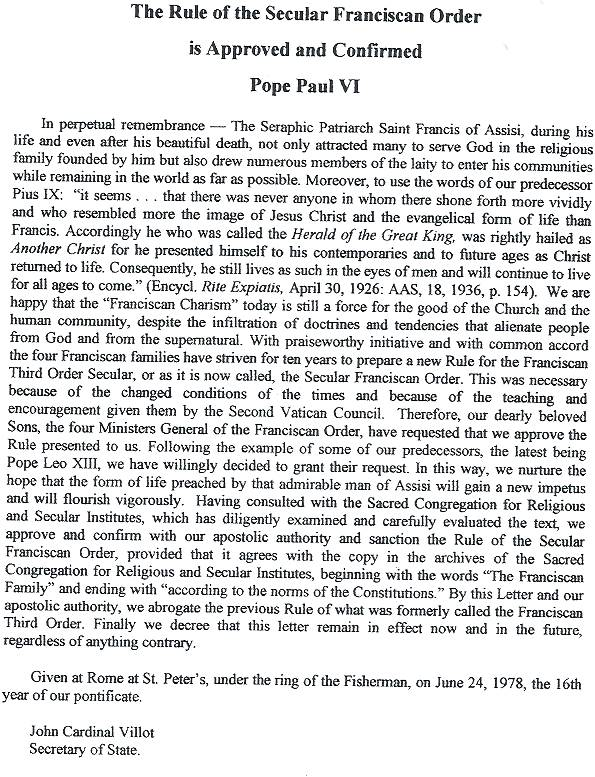 The Rule of the Secular Franciscan Order
is Approved and Confirmed
Pope Paul VI
In perpetual remembrance — The Seraphic Patriarch Saint Francis of Assisi, during his
life and even after his beautiful death, not only attracted many to serve God in the religious
family founded by him but also drew numerous members of the laity to enter his communities
while remaining in the world as far as possible. Moreover, to use the words of our predecessor
Pius IX: “it seems . . . that there was never anyone in whom there shone forth more vividly
and who resembled more the image of Jesus Christ and the evangelical form of life than
Francis. Accordingly he who was called the Herald of the Great King, was rightly hailed as
Another Christ for he presented himself to his contemporaries and to future ages as Christ
returned to life. Consequently, he still lives as such in the eyes of men and will continue to live
for all ages to come.” (Encycl. Rite Expiatis, April 30, 1926: AAS, 18, 1936, p. 154). We are
happy that the “Franciscan Charism” today is still a force for the good of the Church and the
human community, despite the infiltration of doctrines and tendencies that alienate people
from God and from the supernatural. With praiseworthy initiative and with common accord
the four Franciscan families have striven for ten years to prepare a new Rule for the Franciscan
Third Order Secular, or as it is now called, the Secular Franciscan Order. This was necessary
because of the changed conditions of the times and because of the teaching and
encouragement given them by the Second Vatican Council. Therefore, our dearly beloved
Sons, the four Ministers General of the Franciscan Order, have requested that we approve the
Rule presented to us. Following the example of some of our predecessors, the latest being
Pope Leo XIII, we have willingly decided to grant their request. In this way, we nurture the
hope that the form of life preached by that admirable man of Assisi will gain a new impetus
and will flourish vigorously. Having consulted with the Sacred Congregation for Religious
and Secular Institutes, which has diligently examined and carefully evaluated the text, we
approve and confirm with our apostolic authority and sanction the Rule of the Secular
Franciscan Order, provided that it agrees with the copy in the archives of the Sacred
Congregation for Religious and Secular Institutes, beginning with the words “The Franciscan
Family” and ending with “according to the norms of the Constitutions.” By this Letter and our
apostolic authority, we abrogate the previous Rule of what was formerly called the Franciscan
Third Order. Finally we decree that this letter remain in effect now and in the future,
regardless of anything contrary.
Given at Rome at St. Peter’s, under the ring of the Fisherman, on June 24, 1978, the 16th
year of our pontificate.
John Cardinal Villot
Secretary of State.